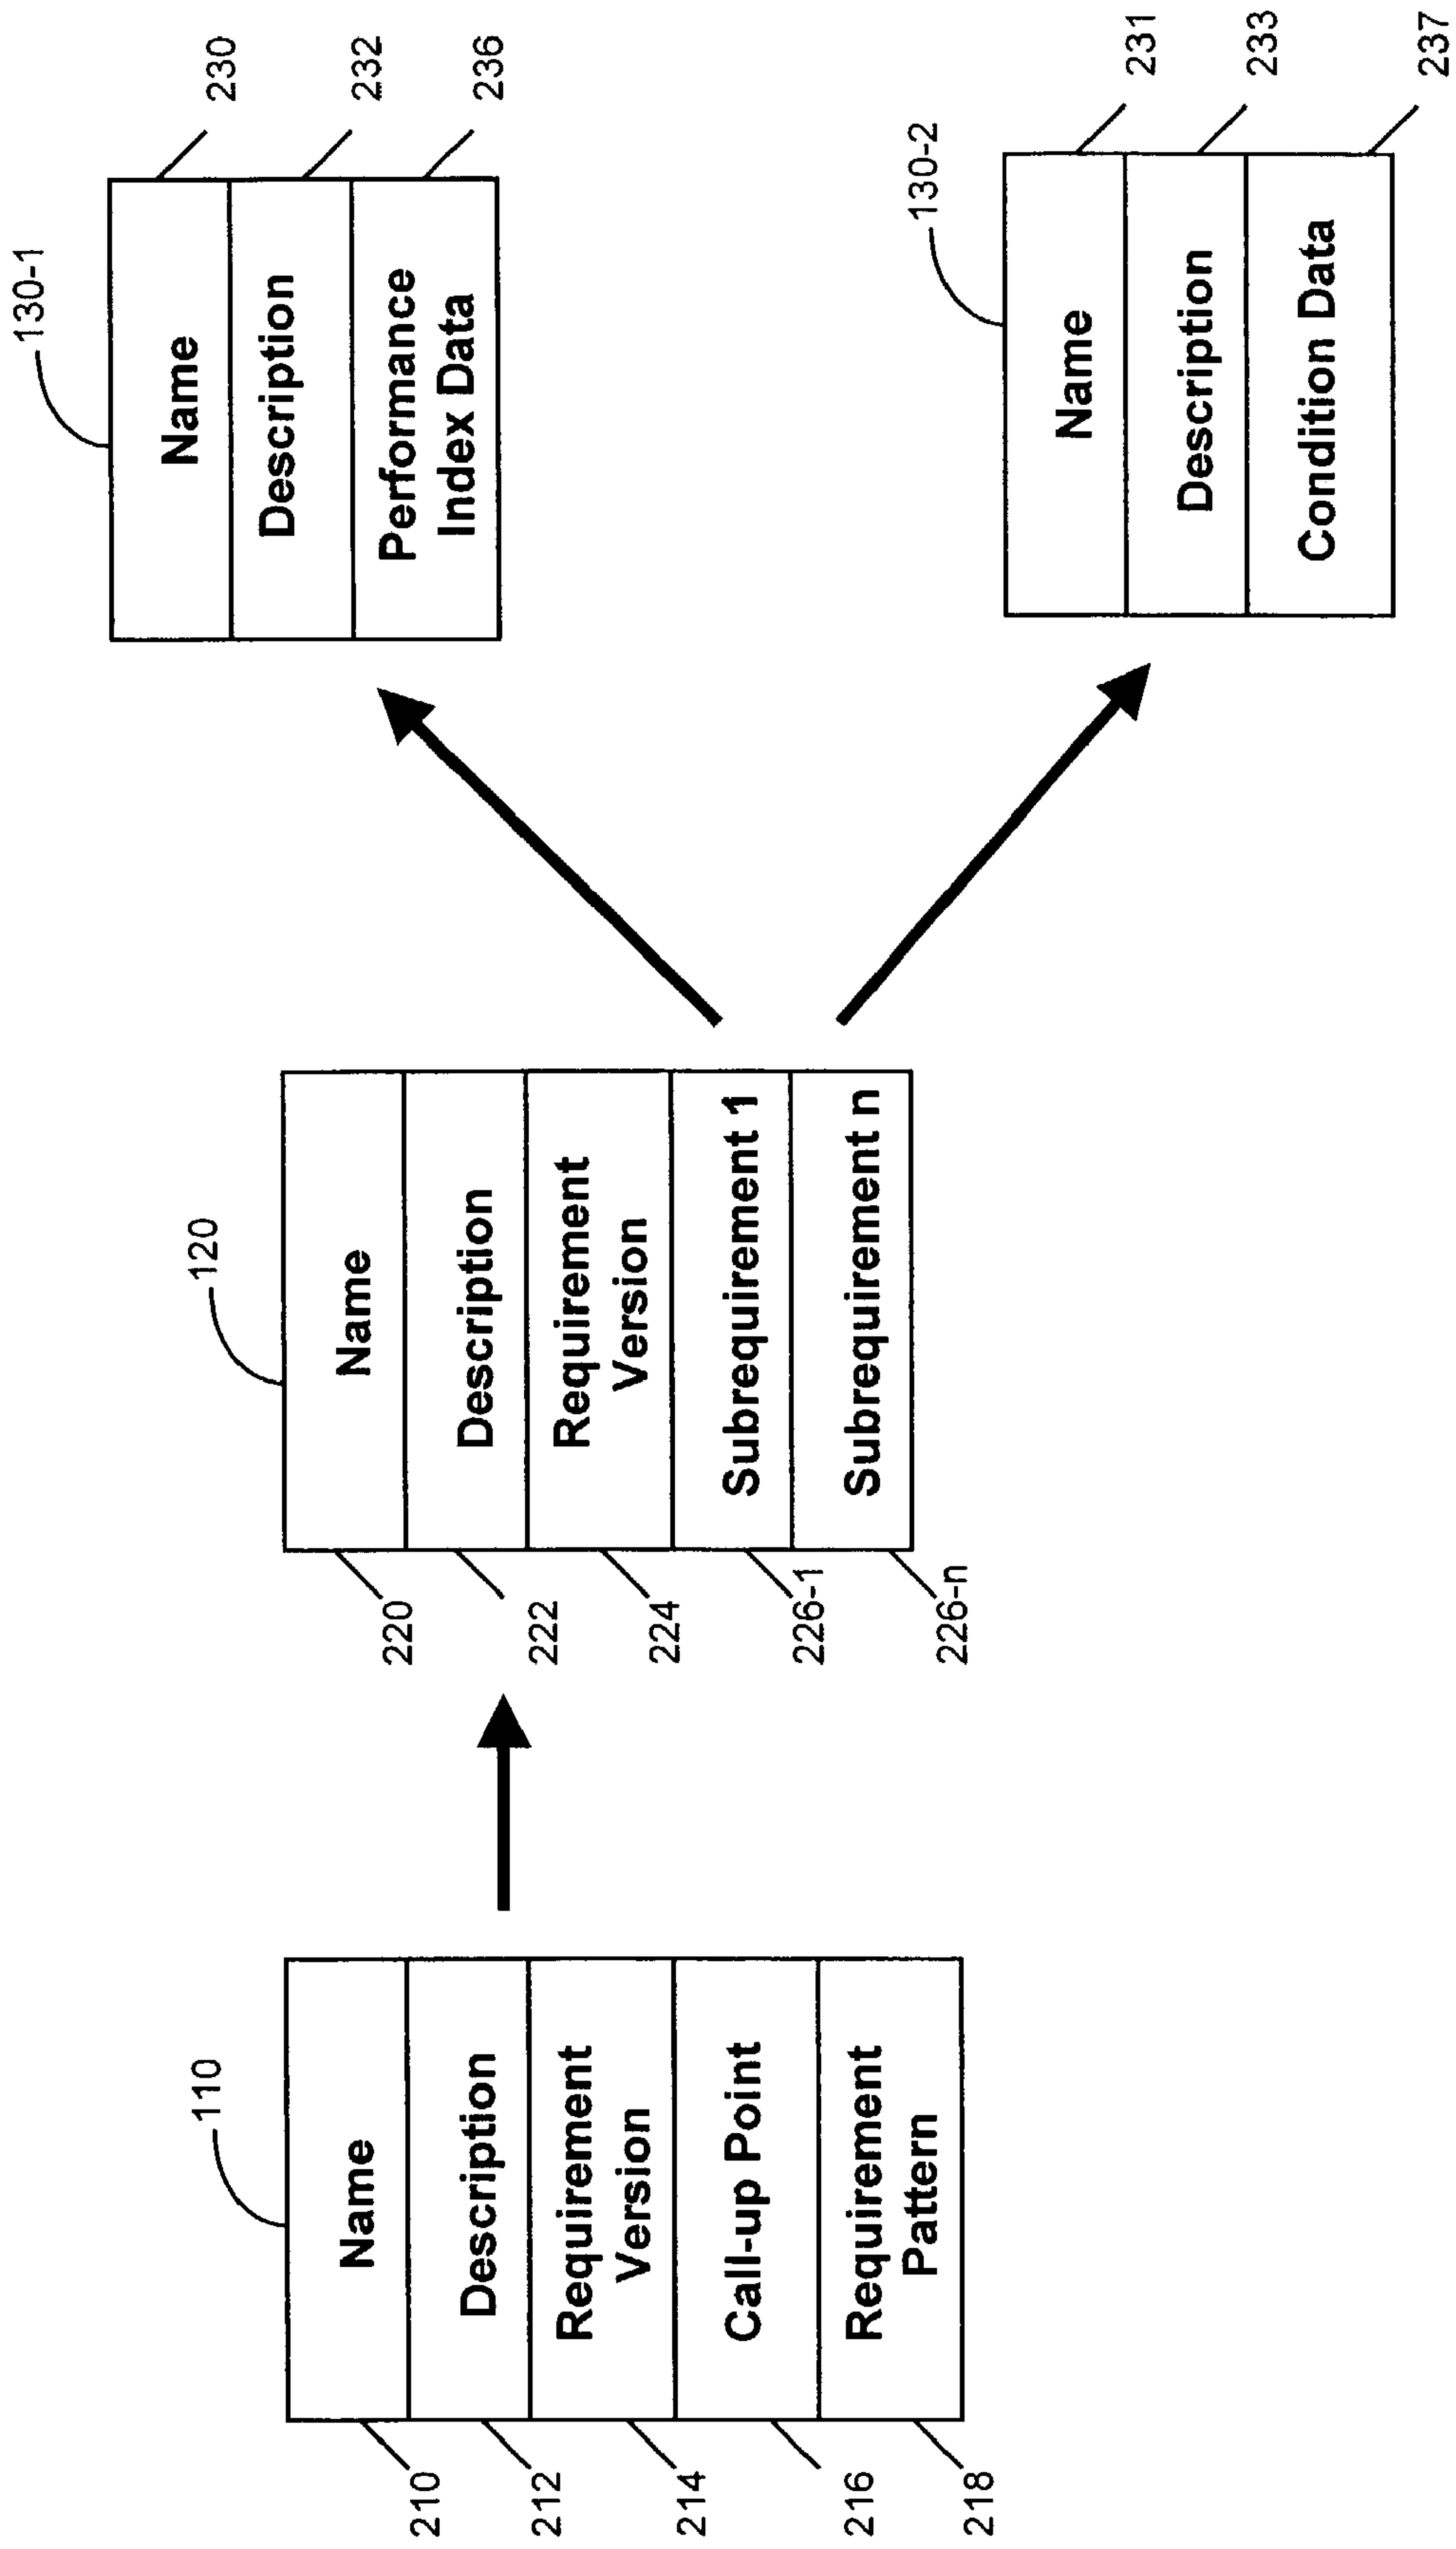 110
Name
Description
Requirement
Version
Call-up Point
Requirement
Pattern
210
212
214
216
218
120
Name
Description
Requirement
Version
Subrequirement 1
Subrequirement n
220
222
224
226-1
226-n
130-1
Name
Description
Performance
Index Data
230
232
236
130-2
Name
Description
Condition Data
231
233
237